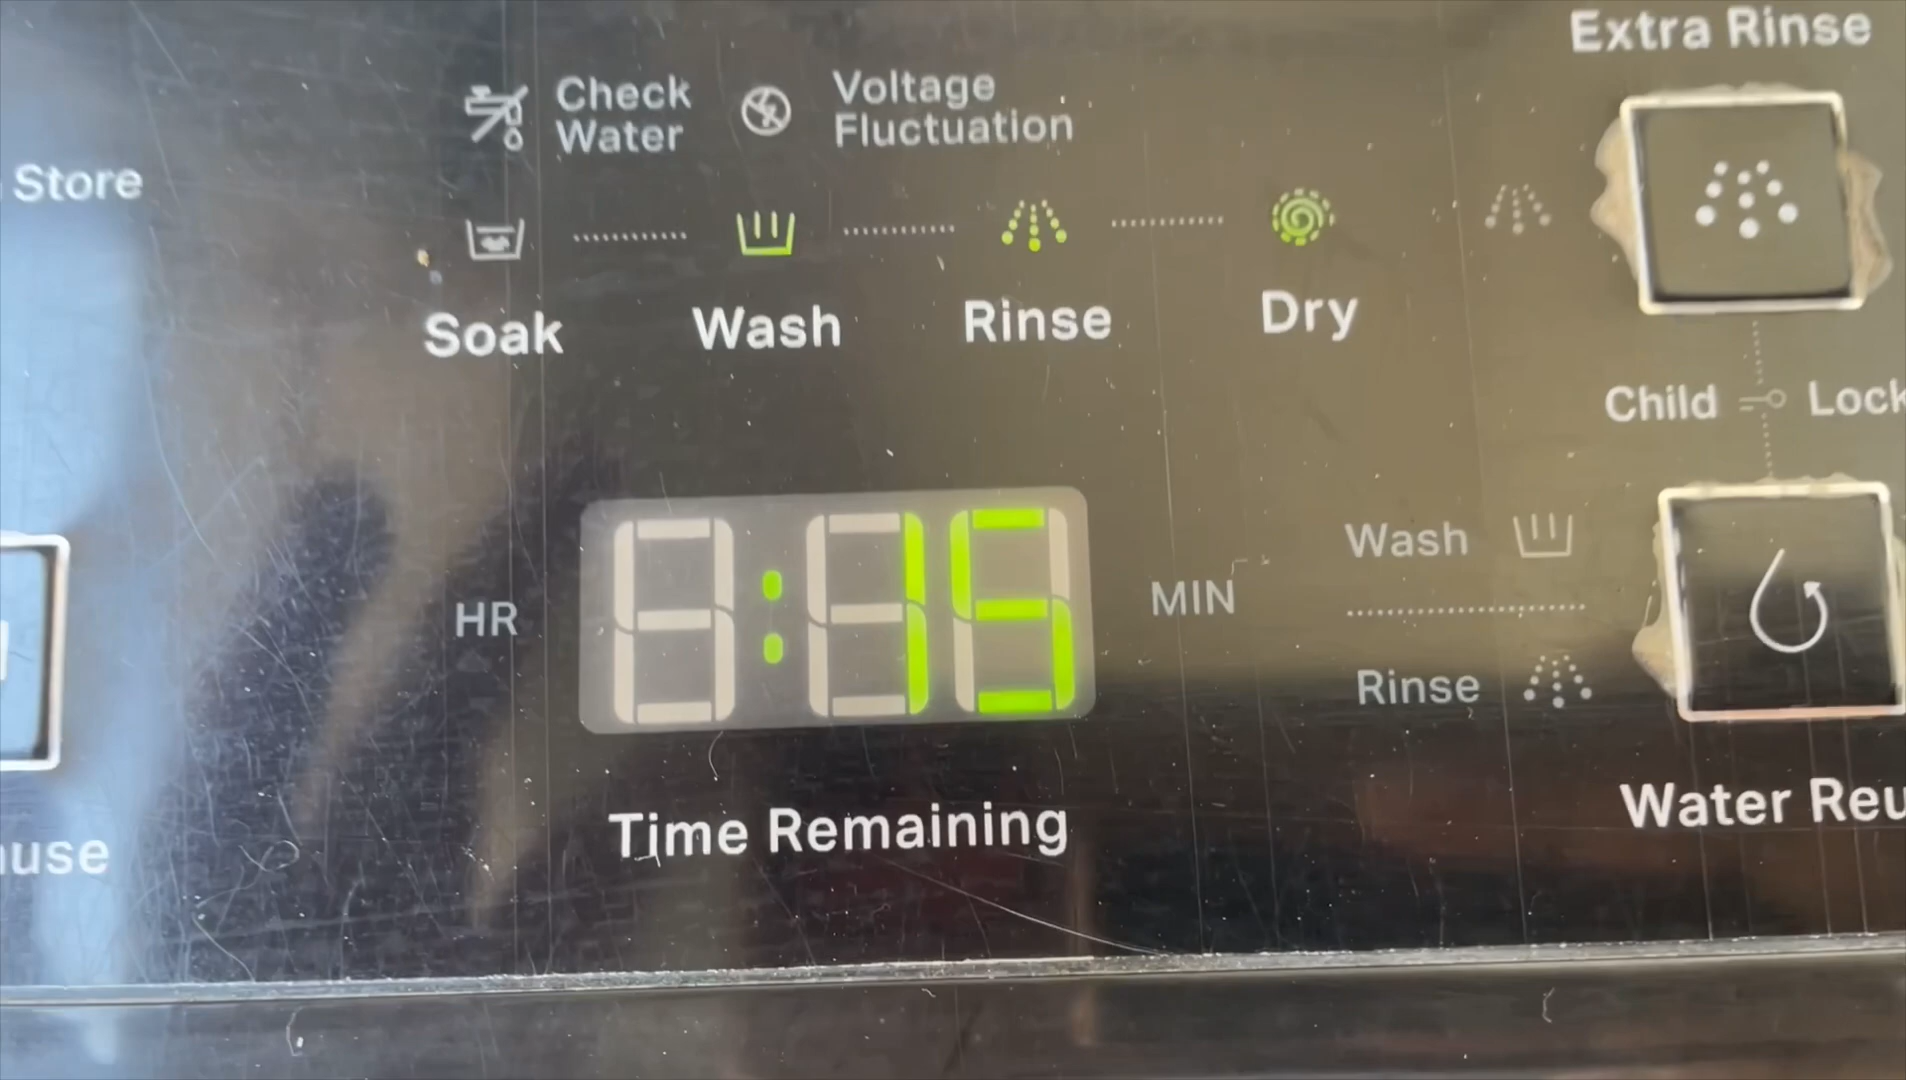 Extra Rinse
Check
Water
Voltage
Fluctuation
Store
Soak
Wash
Rinse
Dry
Child
Lock
HR
:15
MIN
Wash
Rinse
Time Remaining
Water Reu
use